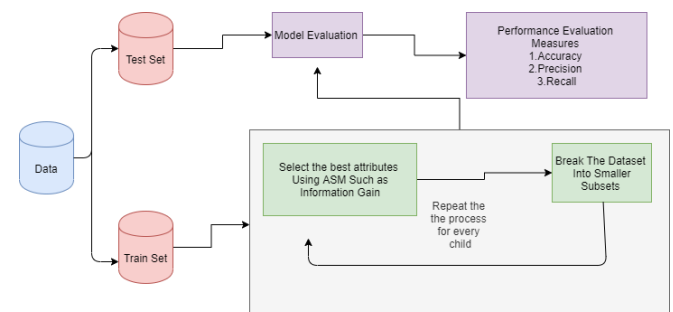 Test Set
Model Evaluation
Performance Evaluation
Measures
1.Accuracy
2.Precision
3.Recall
Data
Select the best attributes
Using ASM Such as
Information Gain
Break The Dataset
Into Smaller
Subsets
Repeat the
the process
for every
child
Train Set